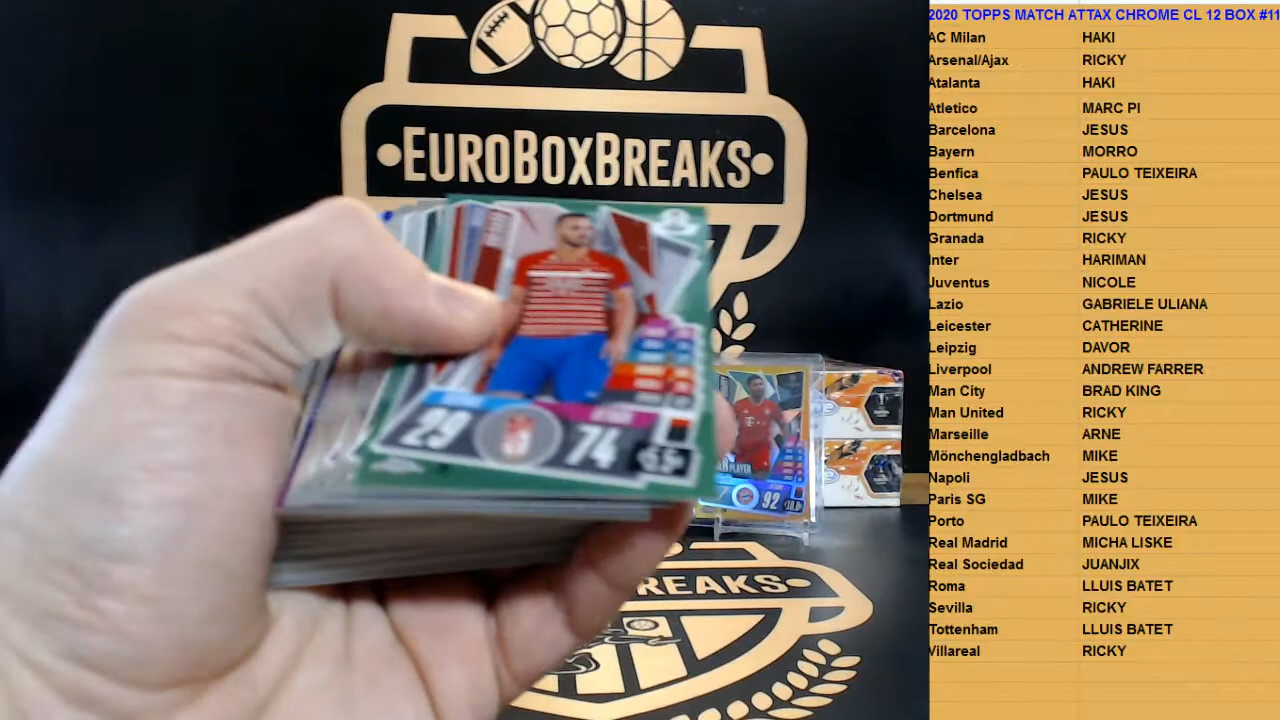 EUROBOXBREAKS
29
74
PLAYER
92
REAKS
2020 TOPPS MATCH ATTAX CHROME CL 12 BOX #11
AC Milan HAKI
Arsenal/Ajax RICKY
Atalanta HAKI
Atletico MARC PI
Barcelona JESUS
Bayern MORRO
Benfica PAULO TEIXEIRA
Chelsea JESUS
Dortmund JESUS
Granada RICKY
Inter HARIMAN
Juventus NICOLE
Lazio GABRIELE ULIANA
Leicester CATHERINE
Leipzig DAVOR
Liverpool ANDREW FARRER
Man City BRAD KING
Man United RICKY
Marseille ARNE
Mönchengladbach MIKE
Napoli JESUS
Paris SG MIKE
Porto PAULO TEIXEIRA
Real Madrid MICHA LISKE
Real Sociedad JUANJIX
Roma LLUIS BATET
Sevilla RICKY
Tottenham LLUIS BATET
Villareal RICKY